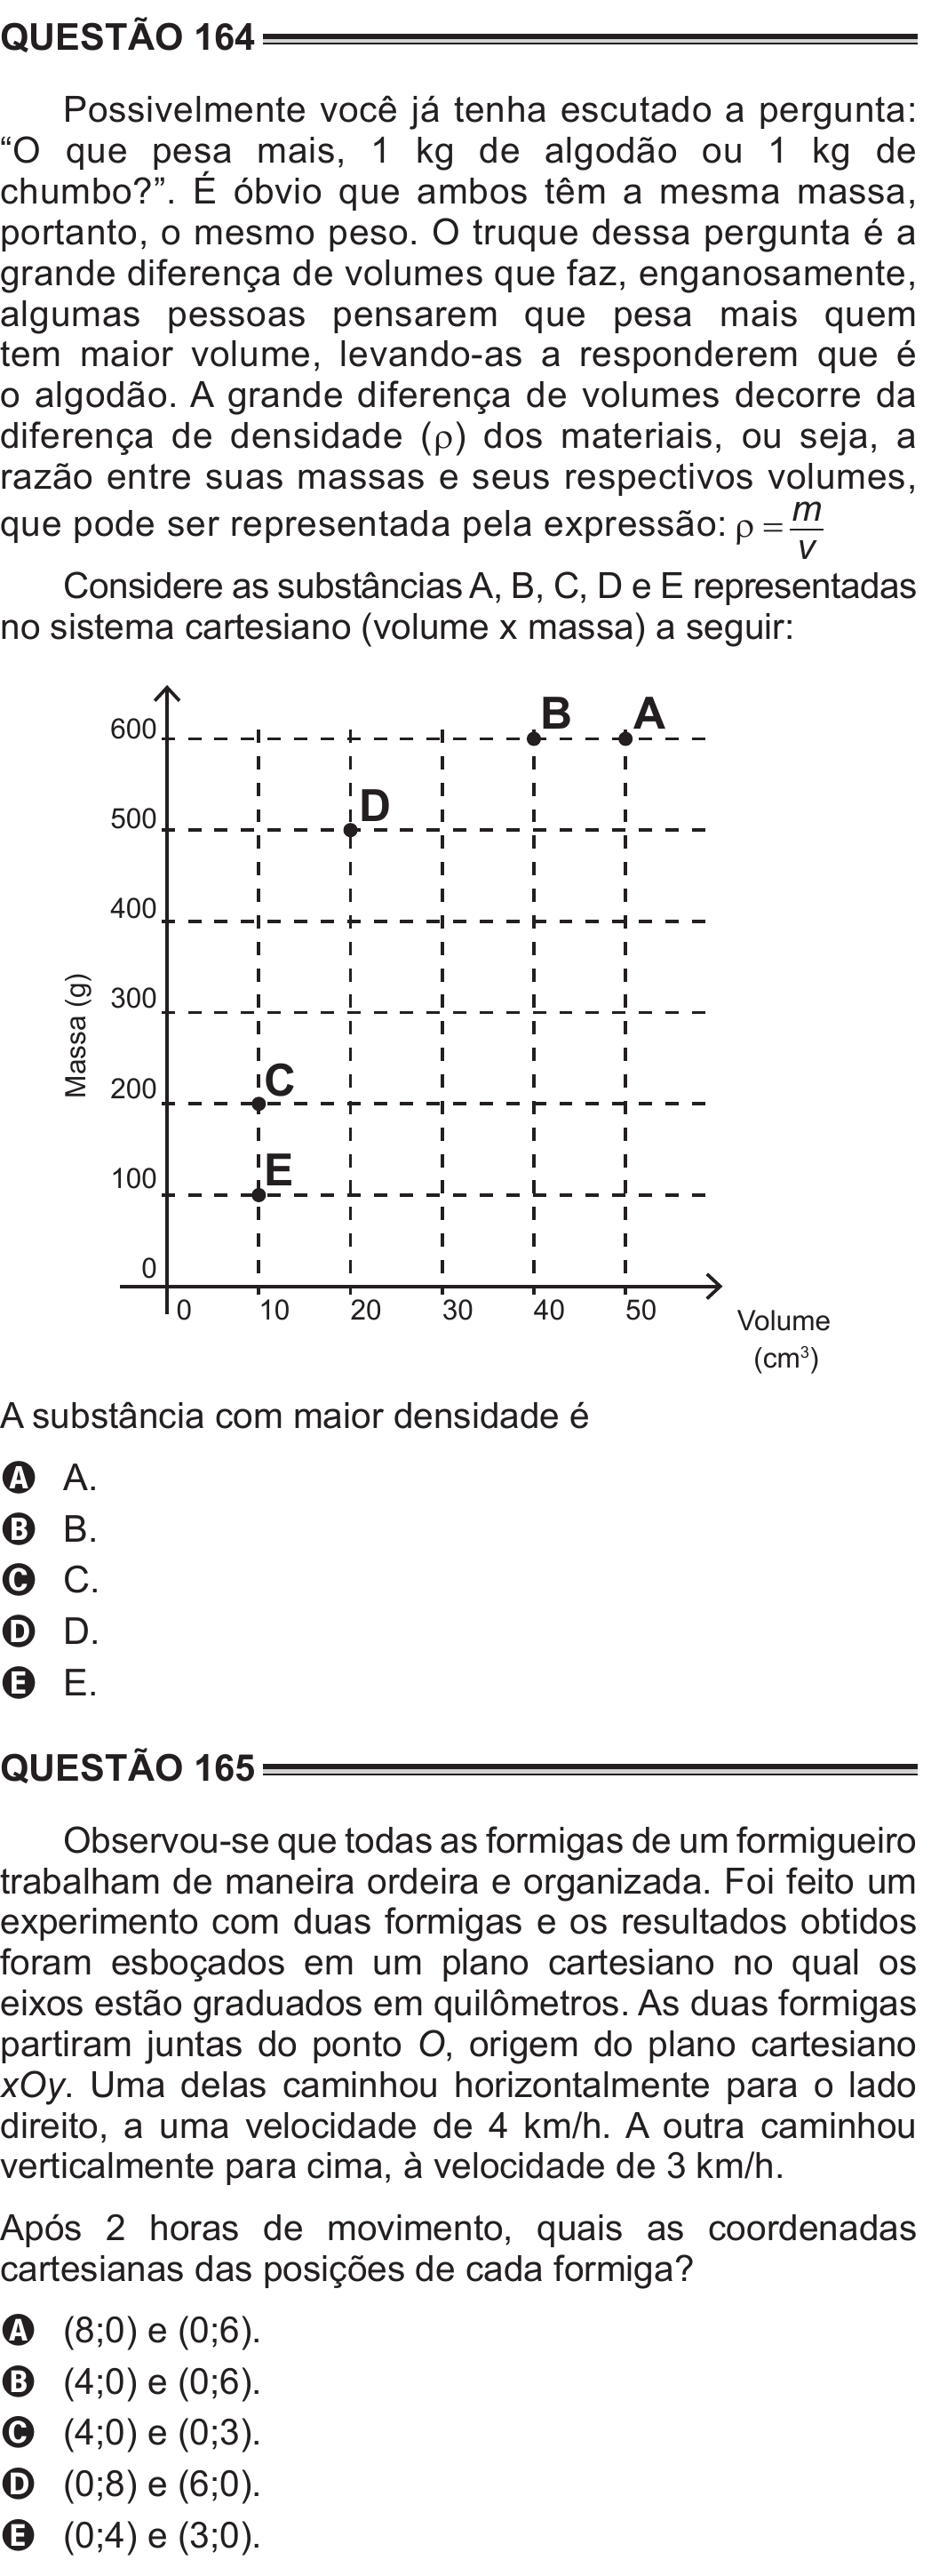 QUESTÃO 164
Possivelmente você já tenha escutado a pergunta:
“O que pesa mais, 1 kg de algodão ou 1 kg de
chumbo?”. É óbvio que ambos têm a mesma massa,
portanto, o mesmo peso. O truque dessa pergunta é a
grande diferença de volumes que faz, enganosamente,
algumas pessoas pensarem que pesa mais quem
tem maior volume, levando-as a responderem que é
o algodão. A grande diferença de volumes decorre da
diferença de densidade (ρ) dos materiais, ou seja, a
razão entre suas massas e seus respectivos volumes,
que pode ser representada pela expressão: ρ = m/v
Considere as substâncias A, B, C, D e E representadas
no sistema cartesiano (volume x massa) a seguir:
B A
600
D
500
400
300
Massa (g)
C
200
E
100
0
0 10 20 30 40 50
Volume
(cm³)
A substância com maior densidade é
A A.
B B.
C C.
D D.
E E.
QUESTÃO 165
Observou-se que todas as formigas de um formigueiro
trabalham de maneira ordeira e organizada. Foi feito um
experimento com duas formigas e os resultados obtidos
foram esboçados em um plano cartesiano no qual os
eixos estão graduados em quilômetros. As duas formigas
partiram juntas do ponto O, origem do plano cartesiano
xOy. Uma delas caminhou horizontalmente para o lado
direito, a uma velocidade de 4 km/h. A outra caminhou
verticalmente para cima, à velocidade de 3 km/h.
Após 2 horas de movimento, quais as coordenadas
cartesianas das posições de cada formiga?
A (8;0) e (0;6).
B (4;0) e (0;6).
C (4;0) e (0;3).
D (0;8) e (6;0).
E (0;4) e (3;0).